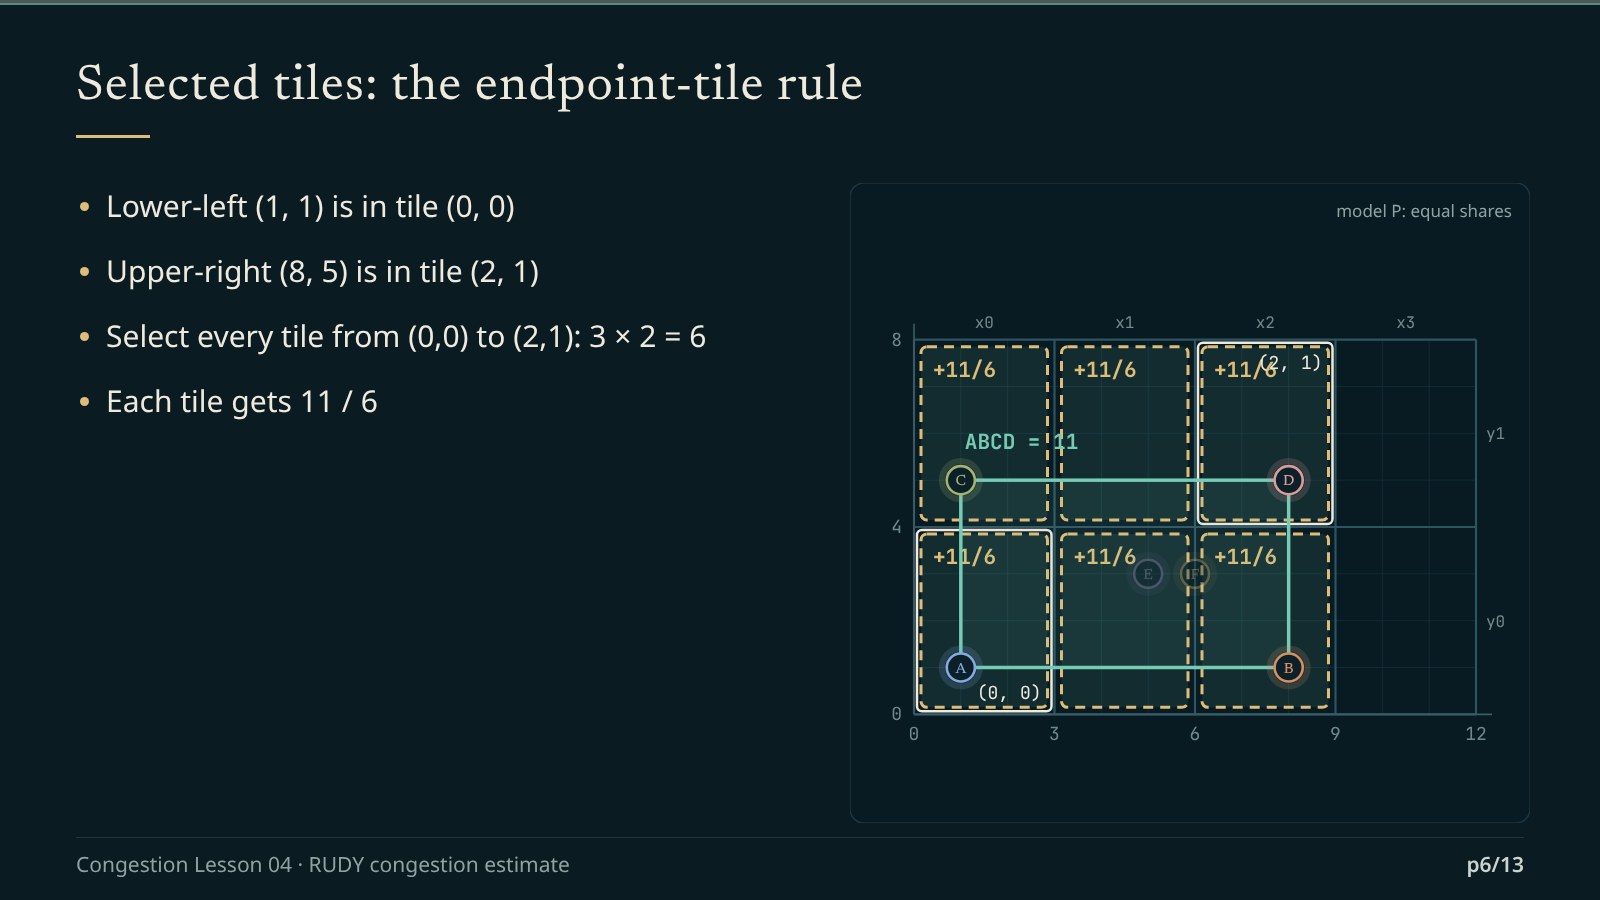 Selected tiles: the endpoint-tile rule
• Lower-left (1, 1) is in tile (0, 0)
• Upper-right (8, 5) is in tile (2, 1)
• Select every tile from (0,0) to (2,1): 3 × 2 = 6
• Each tile gets 11 / 6
model P: equal shares
x0 x1 x2 x3
8
+11/6 +11/6 +11/6 (2, 1)
y1
ABCD = 11
C D
4
+11/6 +11/6 +11/6
E F
y0
A B
(0, 0)
0
0 3 6 9 12
Congestion Lesson 04 · RUDY congestion estimate
p6/13